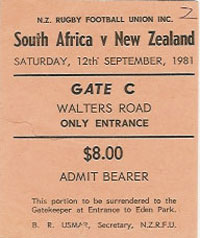 N.Z. RUGBY FOOTBALL UNION INC.
South Africa v New Zealand
SATURDAY, 12th SEPTEMBER, 1981
GATE C
WALTERS ROAD
ONLY ENTRANCE
$8.00
ADMIT BEARER
This portion to be surrendered to the
Gatekeeper at Entrance to Eden Park.
B. R. USMAR, Secretary, N.Z.R.F.U.